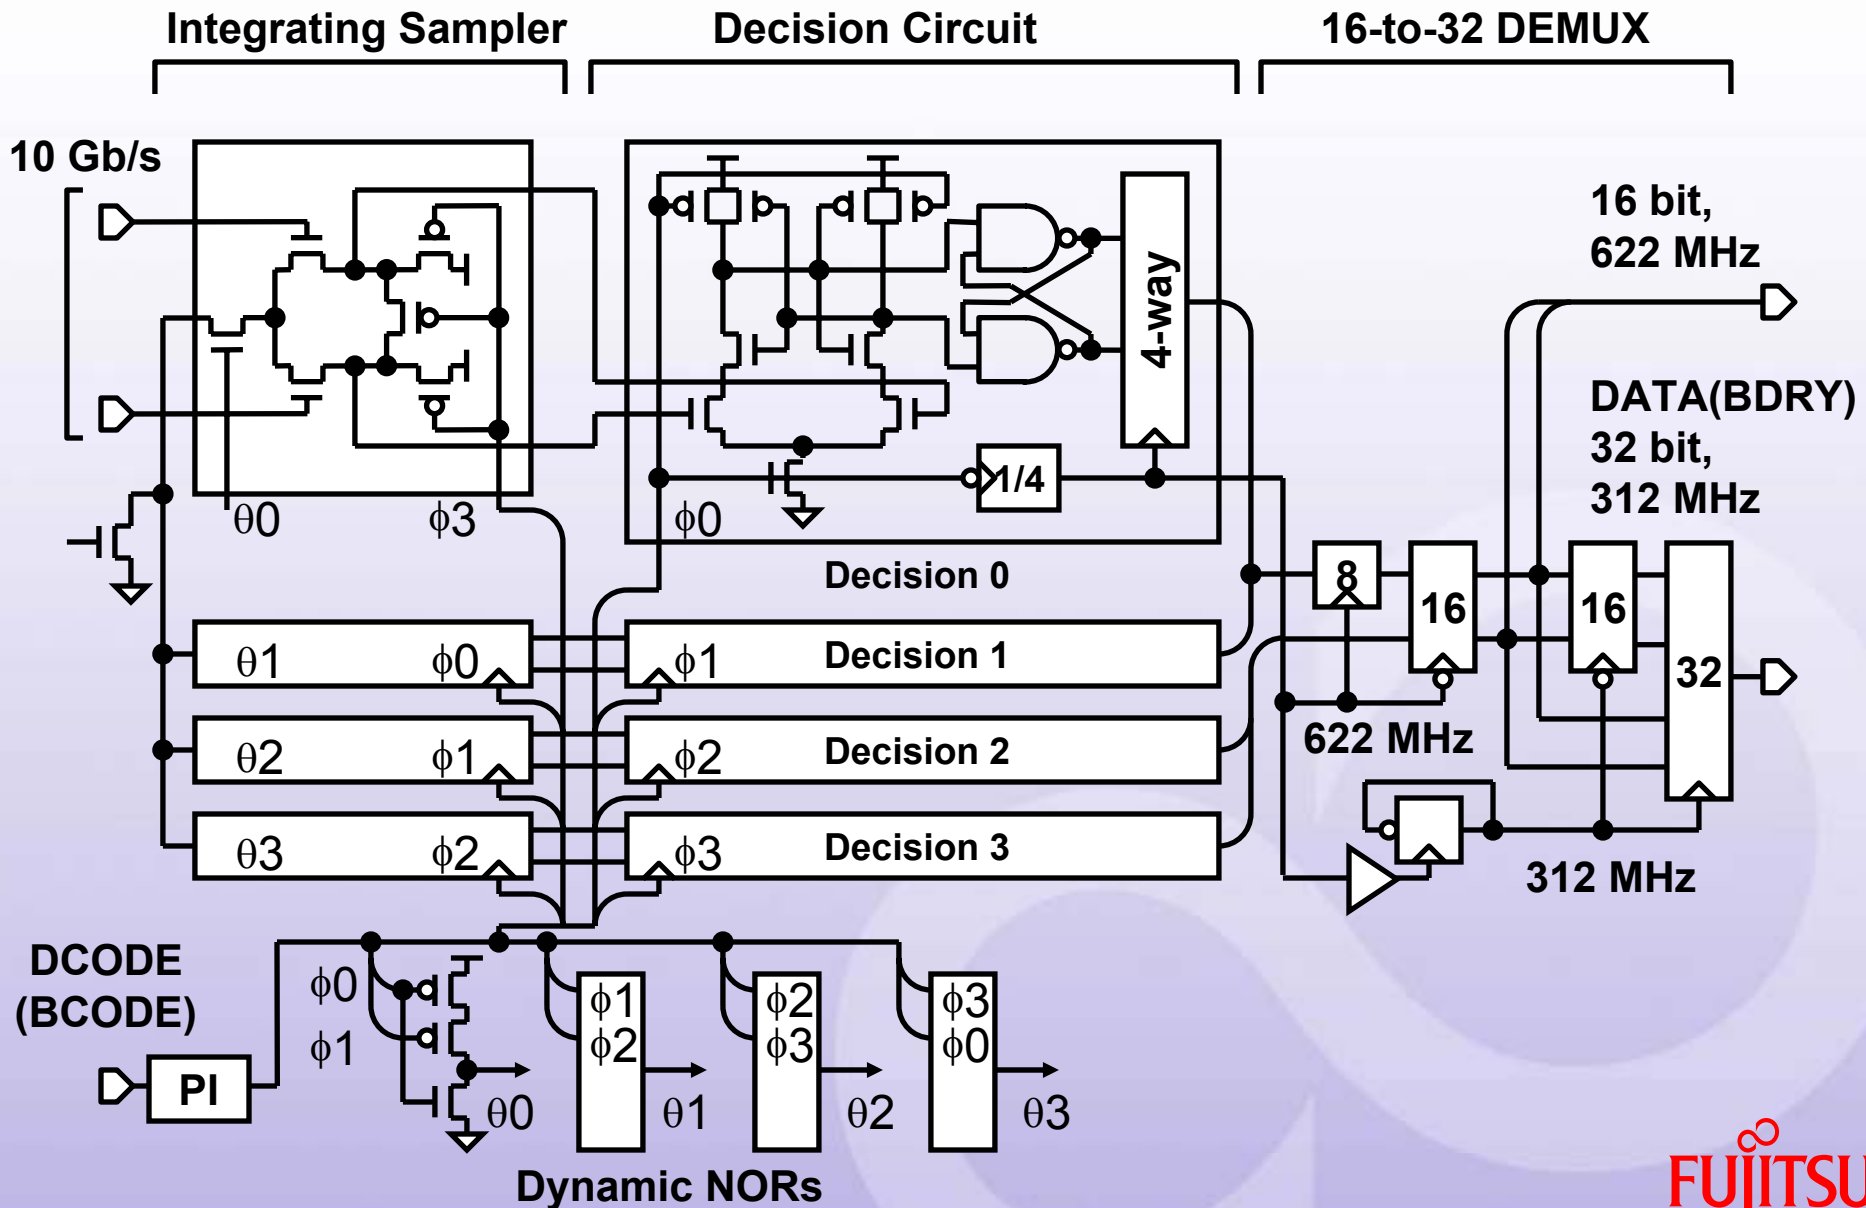 Integrating Sampler
Decision Circuit
16-to-32 DEMUX
10 Gb/s
16 bit,
622 MHz
4-way
DATA(BDRY)
32 bit,
312 MHz
1/4
θ0
ϕ3
ϕ0
Decision 0
8
16
16
32
θ1
ϕ0
ϕ1
Decision 1
622 MHz
θ2
ϕ1
ϕ2
Decision 2
θ3
ϕ2
ϕ3
Decision 3
312 MHz
DCODE
(BCODE)
PI
ϕ0
ϕ1
θ0
ϕ1
ϕ2
θ1
ϕ2
ϕ3
θ2
ϕ3
ϕ0
θ3
Dynamic NORs
FUJITSU